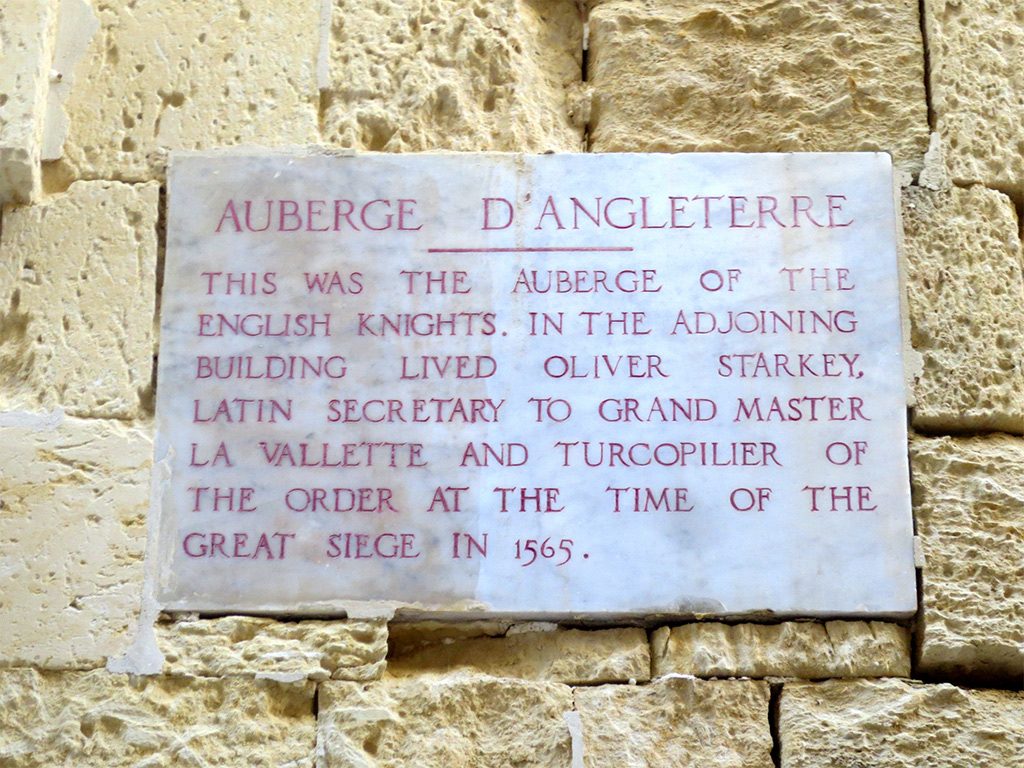 AUBERGE D'ANGLETERRE
THIS WAS THE AUBERGE OF THE
ENGLISH KNIGHTS. IN THE ADJOINING
BUILDING LIVED OLIVER STARKEY,
LATIN SECRETARY TO GRAND MASTER
LA VALLETTE AND TURCOPILIER OF
THE ORDER AT THE TIME OF THE
GREAT SIEGE IN 1565.